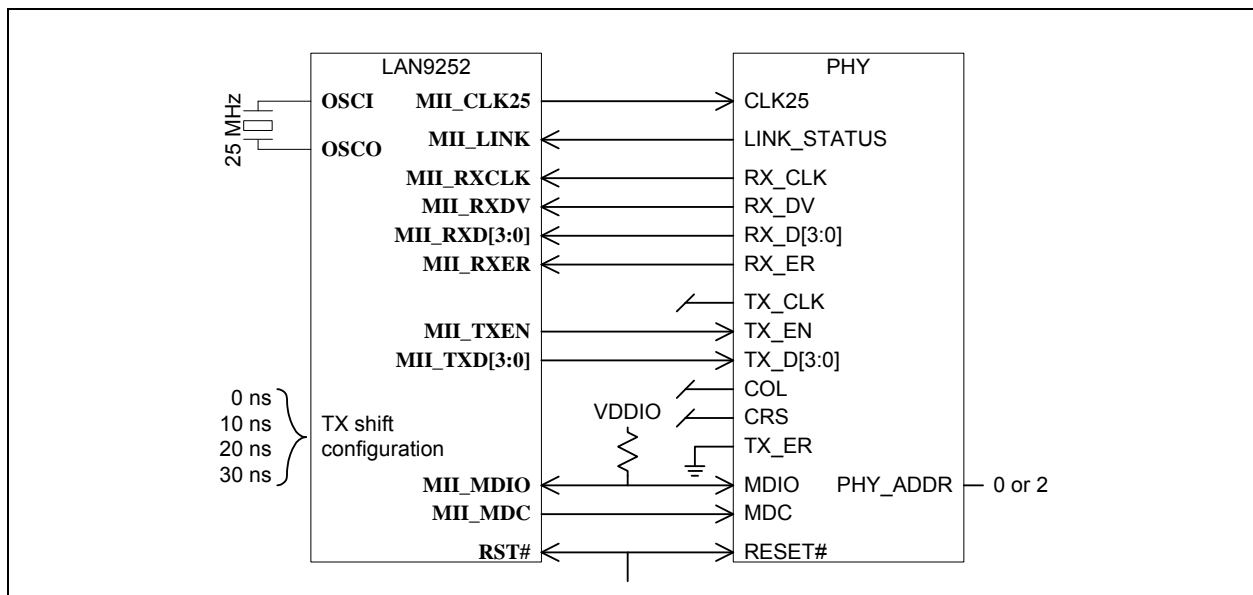 LAN9252
PHY
OSCI
MII_CLK25
CLK25
25 MHz
OSCO
MII_LINK
LINK_STATUS
MII_RXCLK
RX_CLK
MII_RXDV
RX_DV
MII_RXD[3:0]
RX_D[3:0]
MII_RXER
RX_ER
TX_CLK
MII_TXEN
TX_EN
MII_TXD[3:0]
TX_D[3:0]
COL
0 ns
10 ns
20 ns
30 ns
TX shift
configuration
VDDIO
CRS
TX_ER
MII_MDIO
MDIO
PHY_ADDR
0 or 2
MII_MDC
MDC
RST#
RESET#